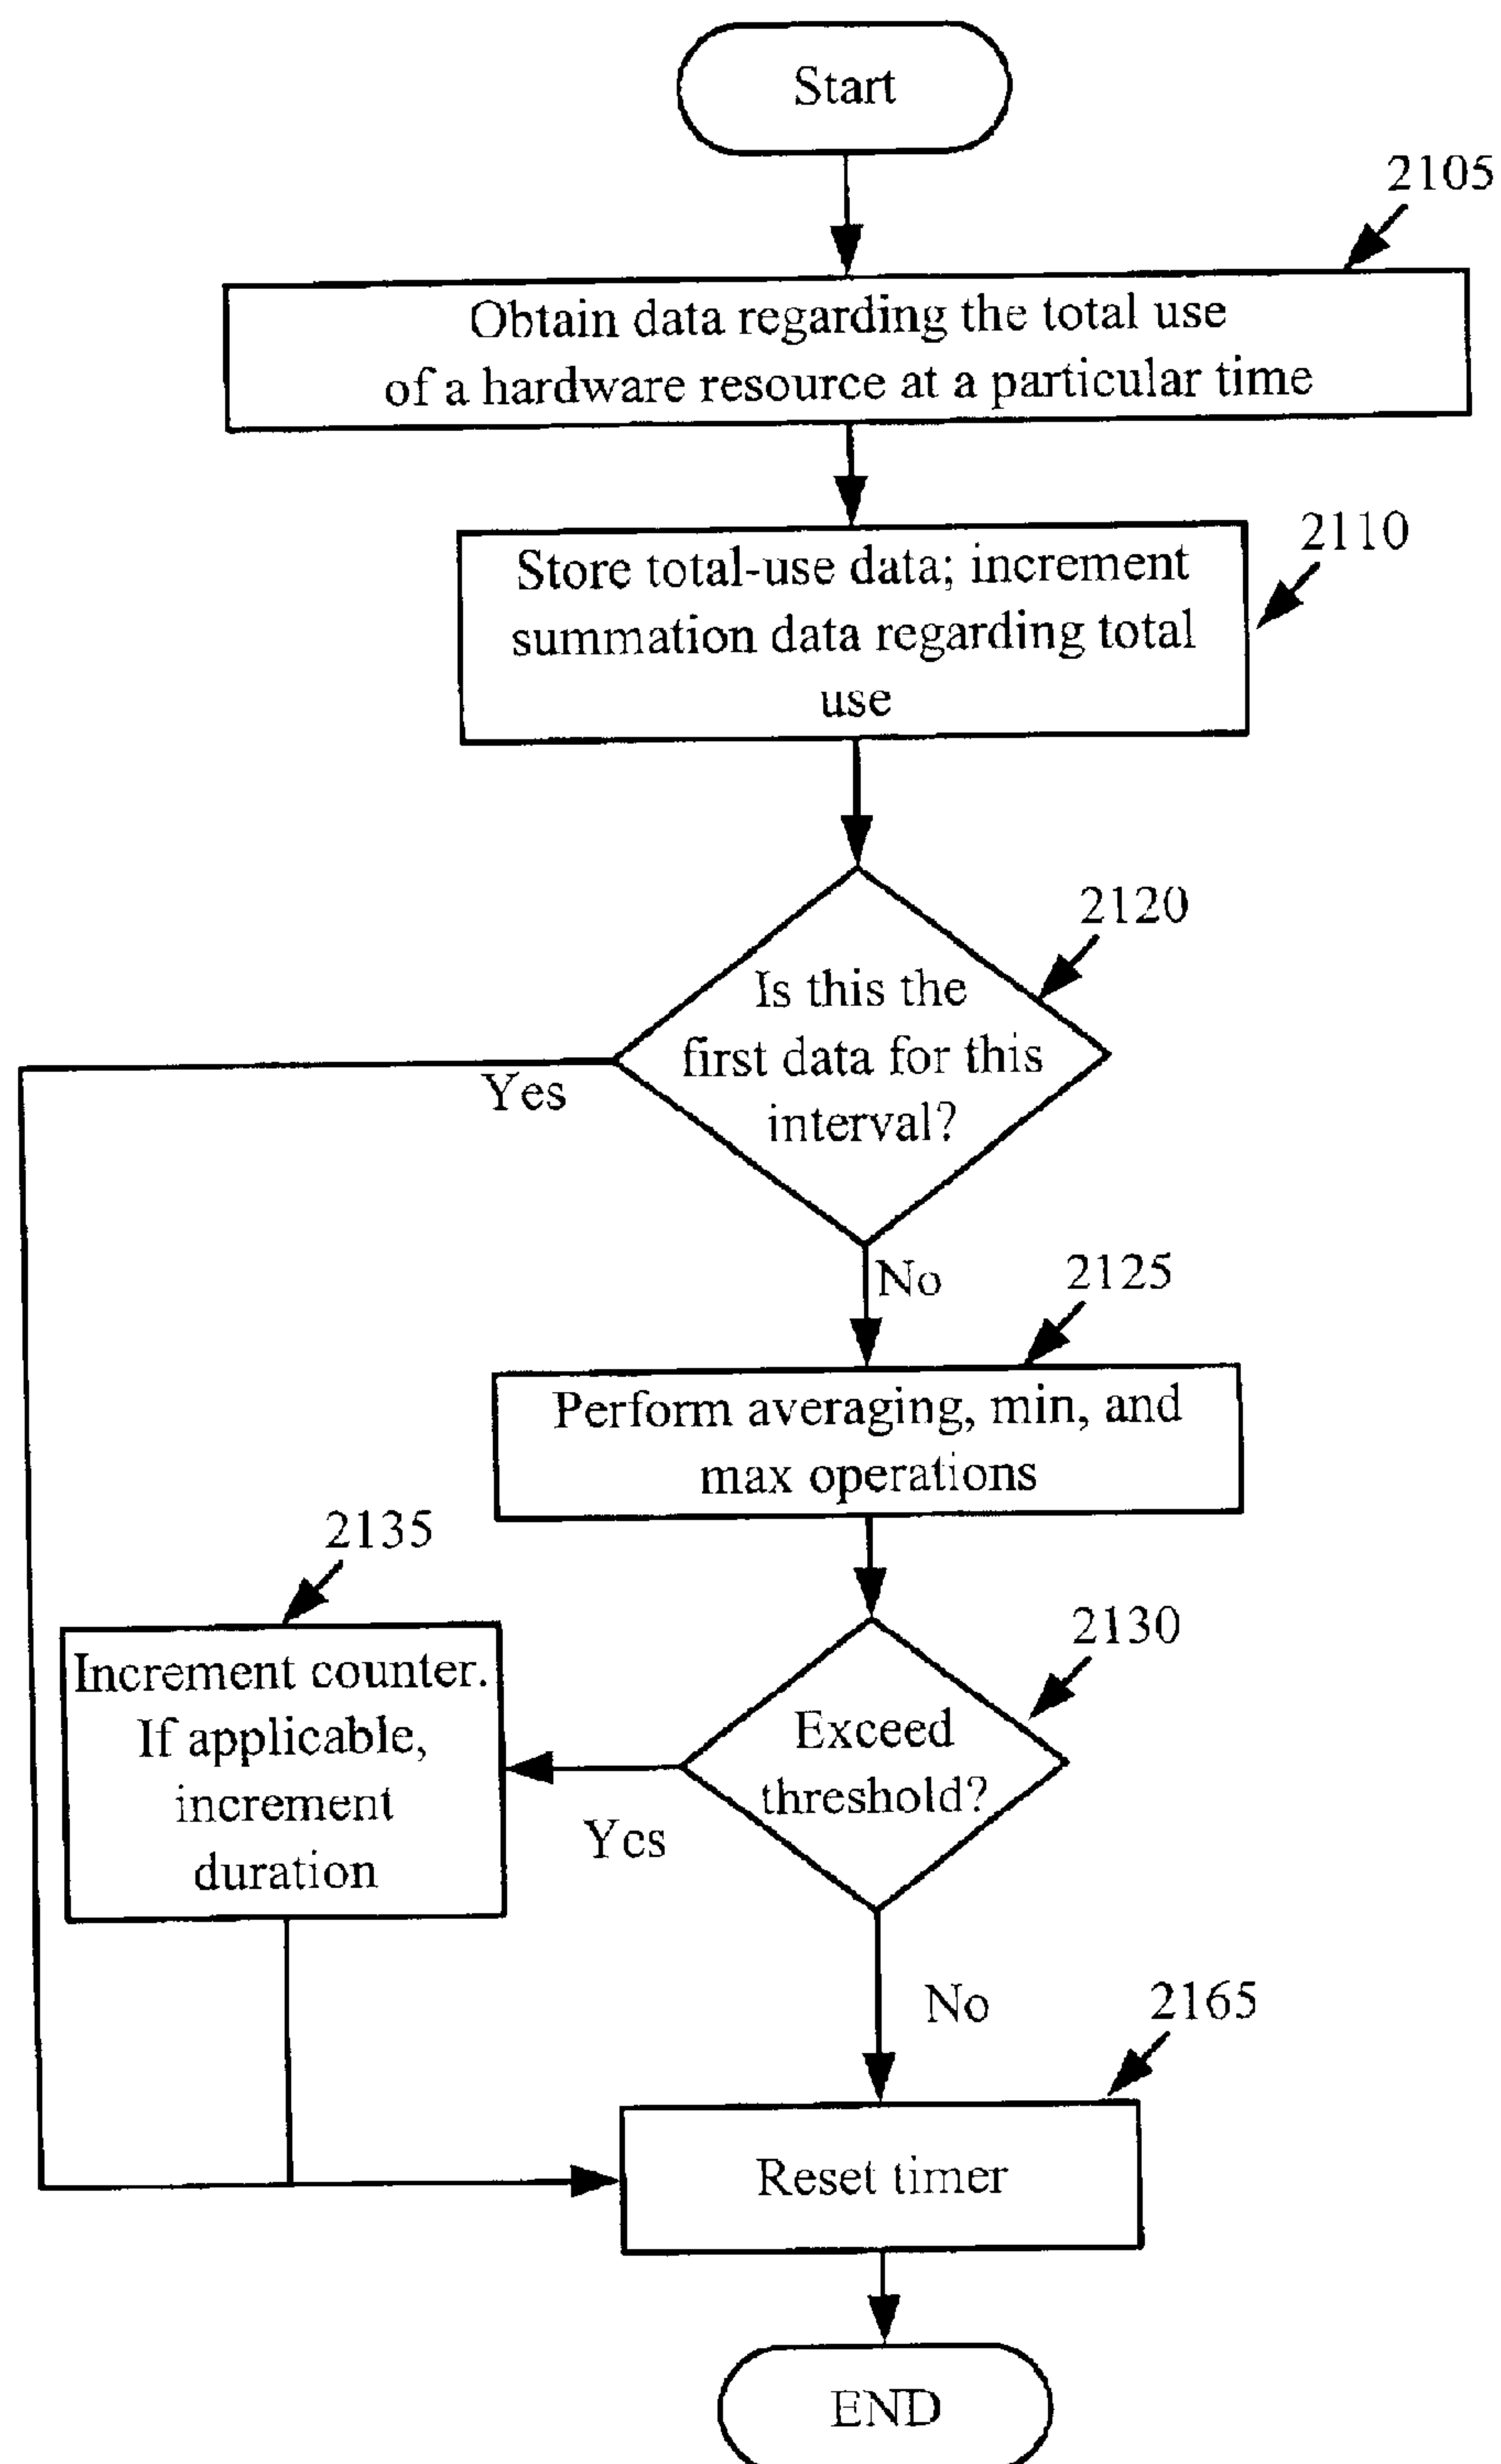 Start
2105
Obtain data regarding the total use
of a hardware resource at a particular time
2110
Store total-use data; increment
summation data regarding total
use
2120
Is this the
first data for this
interval?
Yes
No
2125
Perform averaging, min, and
max operations
2135
Increment counter.
If applicable,
increment
duration
2130
Exceed
threshold?
Yes
No
2165
Reset timer
END